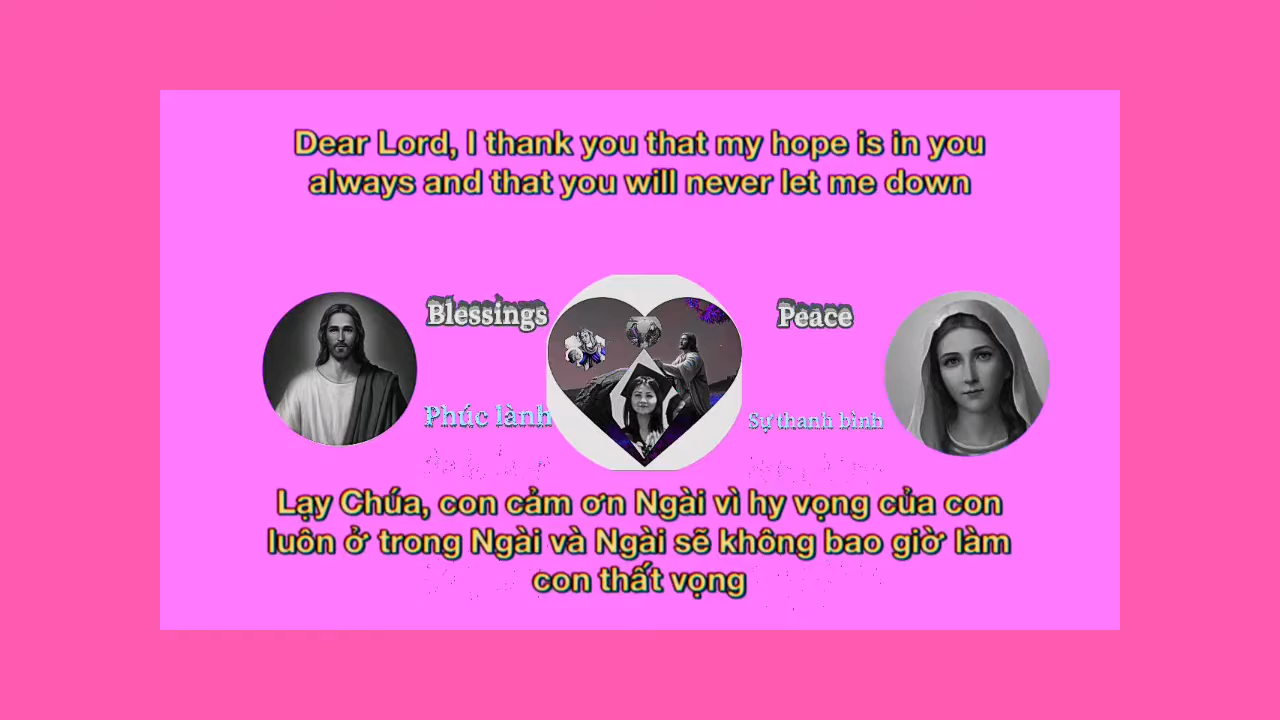 Dear Lord, I thank you that my hope is in you
always and that you will never let me down
Blessings
Peace
Phúc lành
Sự thanh bình
Lạy Chúa, con cảm ơn Ngài vì hy vọng của con
luôn ở trong Ngài và Ngài sẽ không bao giờ làm
con thất vọng